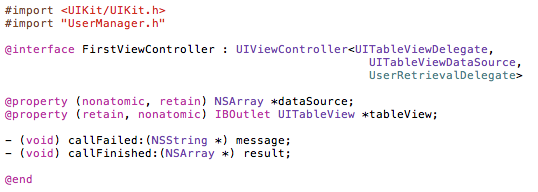 #import <UIKit/UIKit.h>
#import "UserManager.h"
@interface FirstViewController : UIViewController<UITableViewDelegate,
UITableViewDataSource,
UserRetrievalDelegate>
@property (nonatomic, retain) NSArray *dataSource;
@property (retain, nonatomic) IBOutlet UITableView *tableView;
- (void) callFailed:(NSString *) message;
- (void) callFinished:(NSArray *) result;
@end